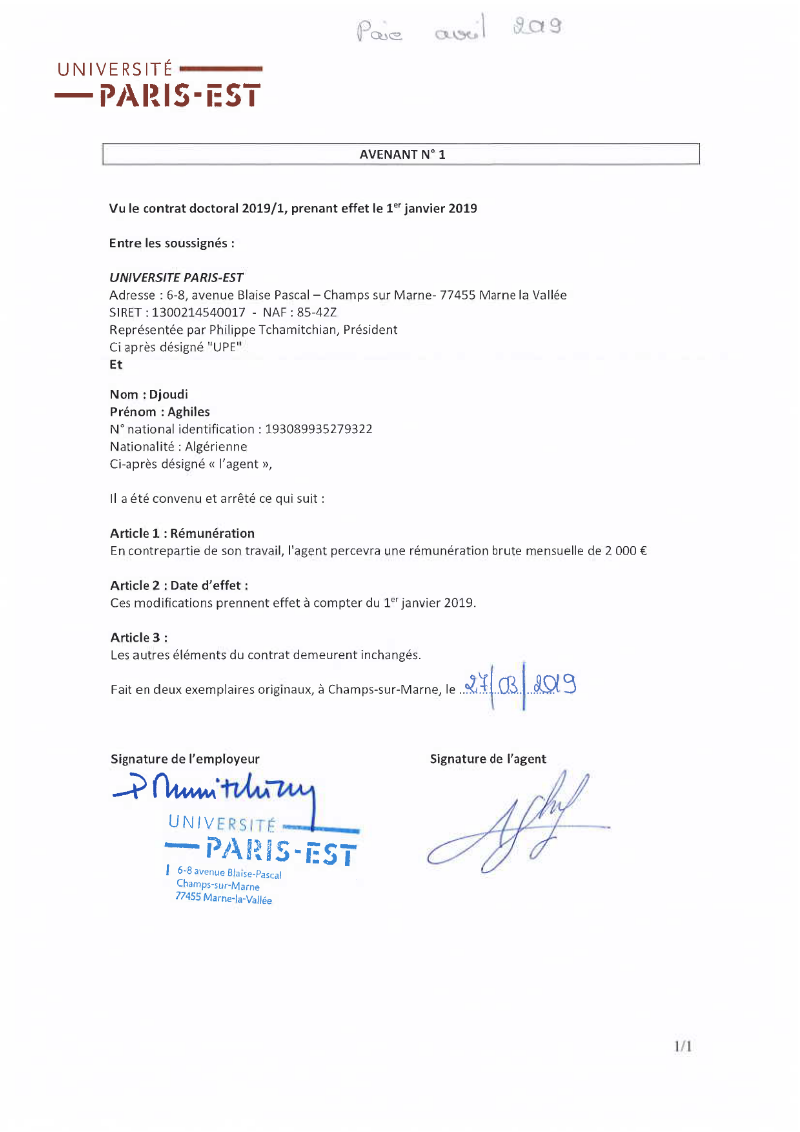 Paie avril 2019
UNIVERSITÉ
PARIS-EST
AVENANT N° 1
Vu le contrat doctoral 2019/1, prenant effet le 1er janvier 2019
Entre les soussignés :
UNIVERSITE PARIS-EST
Adresse : 6-8, avenue Blaise Pascal – Champs sur Marne- 77455 Marne la Vallée
SIRET : 1300214540017 - NAF : 85-42Z
Représentée par Philippe Tchamitchian, Président
Ci après désigné "UPE"
Et
Nom : Djoudi
Prénom : Aghiles
N° national identification : 193089935279322
Nationalité : Algérienne
Ci-après désigné « l'agent »,
Il a été convenu et arrêté ce qui suit :
Article 1 : Rémunération
En contrepartie de son travail, l'agent percevra une rémunération brute mensuelle de 2 000 €
Article 2 : Date d'effet :
Ces modifications prennent effet à compter du 1er janvier 2019.
Article 3 :
Les autres éléments du contrat demeurent inchangés.
Fait en deux exemplaires originaux, à Champs-sur-Marne, le 27/03/2019
Signature de l'employeur
Signature de l'agent
UNIVERSITÉ
PARIS-EST
6-8 avenue Blaise-Pascal
Champs-sur-Marne
77455 Marne-la-Vallée
1/1